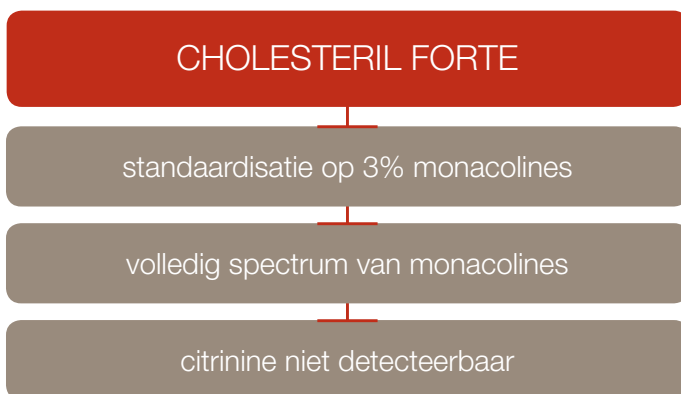 CHOLESTERIL FORTE
standaardisatie op 3% monacolines
volledig spectrum van monacolines
citrinine niet detecteerbaar